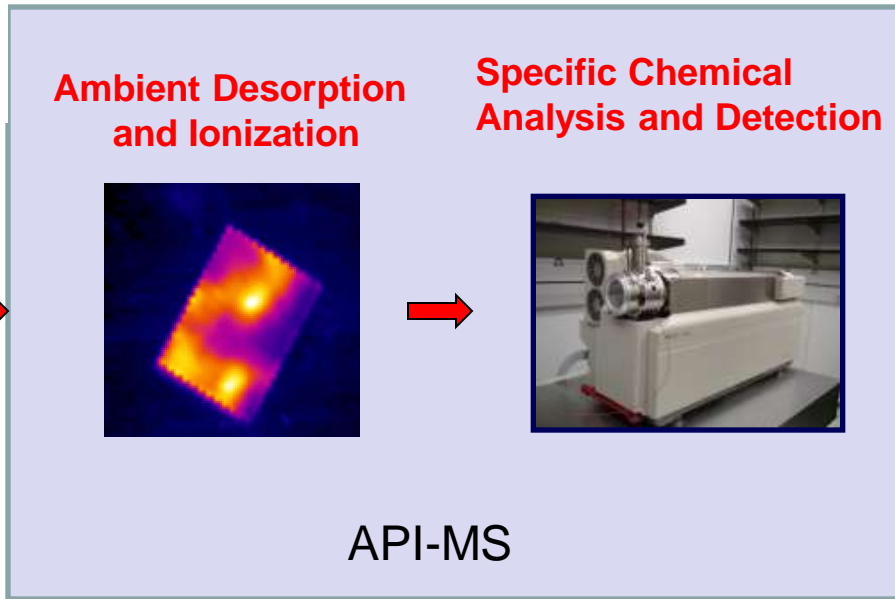 Ambient Desorption
and Ionization
Specific Chemical
Analysis and Detection
API-MS